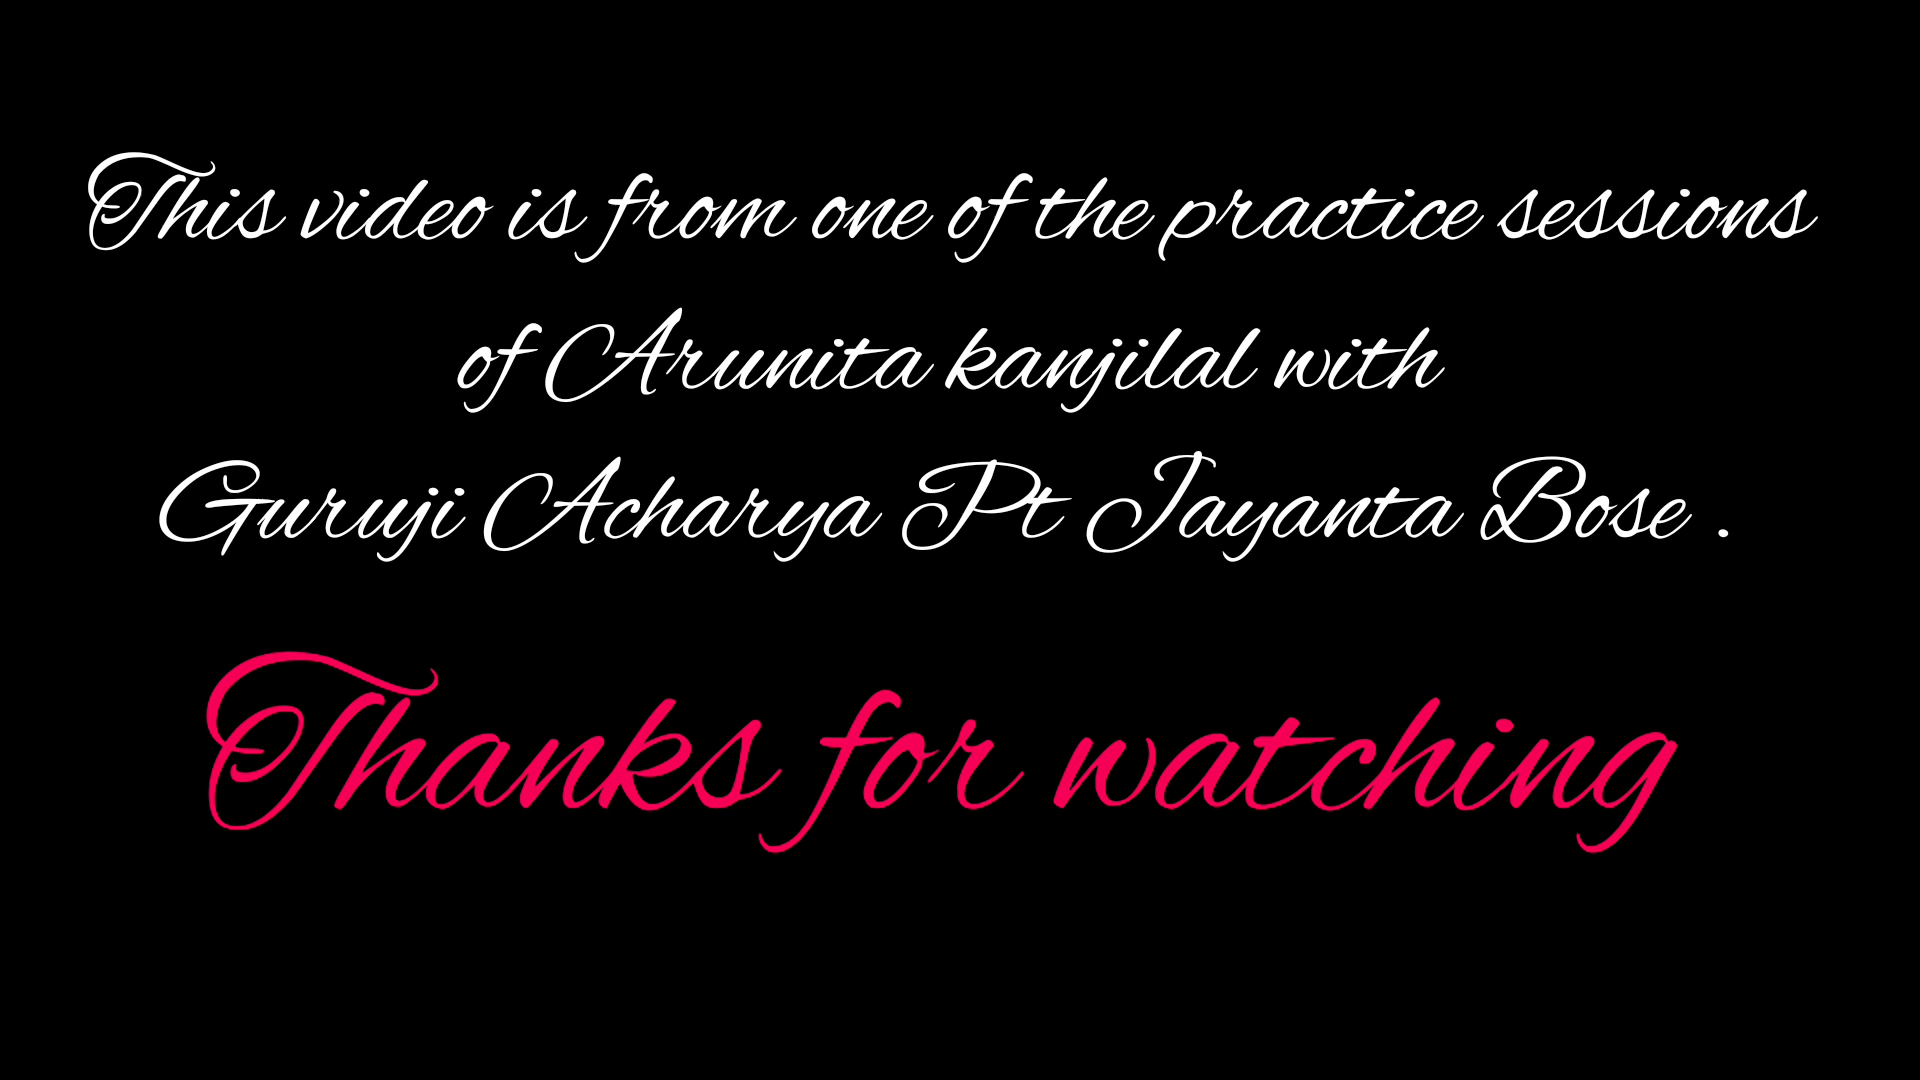 This video is from one of the practice sessions
of Arunita kanjilal with
Guruji Acharya Pt Jayanta Bose .
Thanks for watching